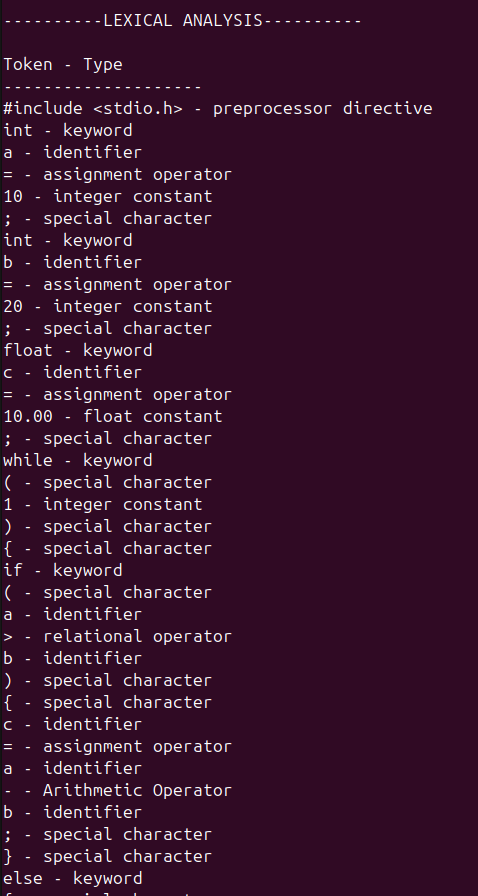 ----------LEXICAL ANALYSIS----------
Token - Type
--------------------
#include <stdio.h> - preprocessor directive
int - keyword
a - identifier
= - assignment operator
10 - integer constant
; - special character
int - keyword
b - identifier
= - assignment operator
20 - integer constant
; - special character
float - keyword
c - identifier
= - assignment operator
10.00 - float constant
; - special character
while - keyword
( - special character
1 - integer constant
) - special character
{ - special character
if - keyword
( - special character
a - identifier
> - relational operator
b - identifier
) - special character
{ - special character
c - identifier
= - assignment operator
a - identifier
- - Arithmetic Operator
b - identifier
; - special character
} - special character
else - keyword